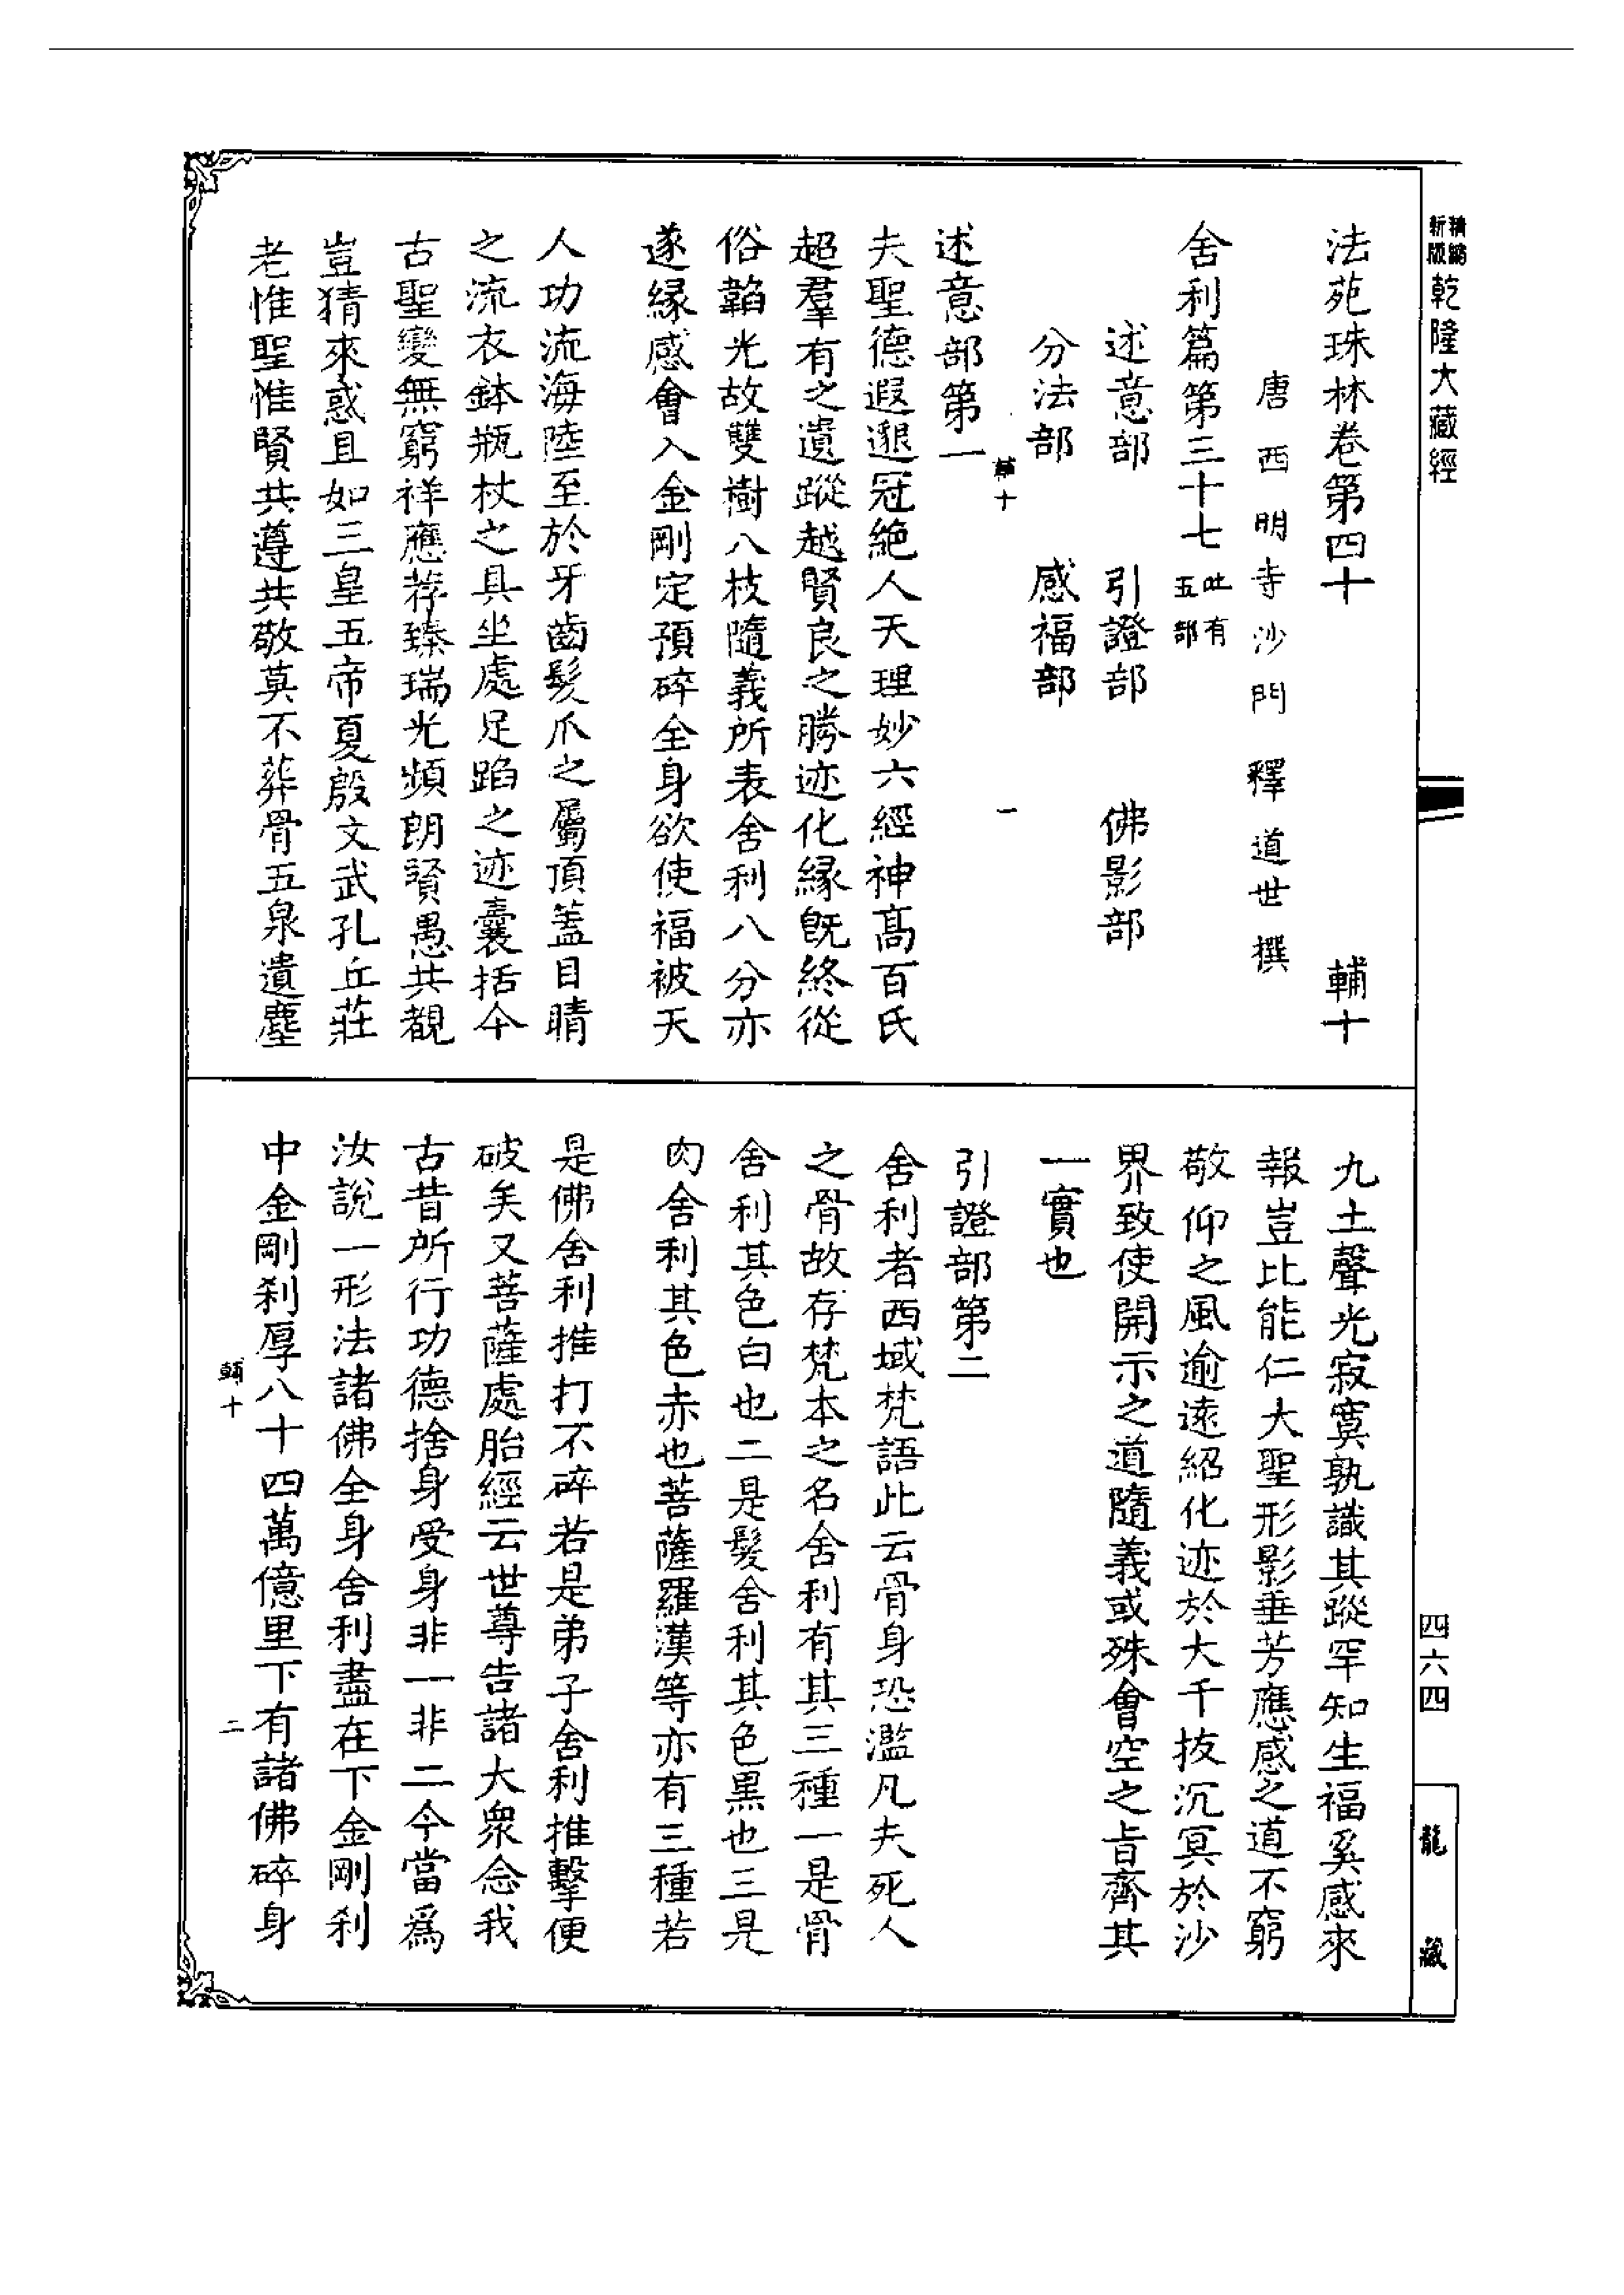 精縮
新版
乾隆大藏經
法苑珠林卷第四十 輔十
唐西明寺沙門釋道世撰
舍利篇第三十七 此有五部
述意部 引證部 佛影部
分法部 感福部
輔十 一
述意部第一
夫聖德遐邈冠絶人天理妙六經神髙百氏
超羣有之遺蹤越賢良之勝迹化縁旣終從
俗韜光故雙樹八枝隨義所表舍利八分亦
遂縁感會入金剛定預碎全身欲使福被天
人功流海陸至於牙齒髮爪之屬頂蓋目睛
之流衣鉢瓶杖之具坐處足蹈之迹囊括今
古聖變無窮祥應荐臻瑞光頻朗賢愚共覩
豈猜來惑且如三皇五帝夏殷文武孔丘莊
老惟聖惟賢共遵共敬莫不葬骨五泉遺塵
九土聲光寂寞孰識其蹤罕知生福奚感來
報豈比能仁大聖形影垂芳應感之道不窮
敬仰之風逾遠紹化迹於大千拔沉冥於沙
界致使開示之道隨義或殊會空之旨齊其
一實也
引證部第二
舍利者西域梵語此云骨身恐濫凡夫死人
之骨故存梵本之名舍利有其三種一是骨
舍利其色白也二是髮舍利其色黒也三是
肉舍利其色赤也菩薩羅漢等亦有三種若
是佛舍利推打不碎若是弟子舍利推擊便
破矣又菩薩處胎經云世尊告諸大衆念我
古昔所行功德捨身受身非一非二今當爲
汝說一形法諸佛全身舍利盡在下金剛刹
中金剛刹厚八十四萬億里下有諸佛碎身
輔十 二
四六四
龍藏